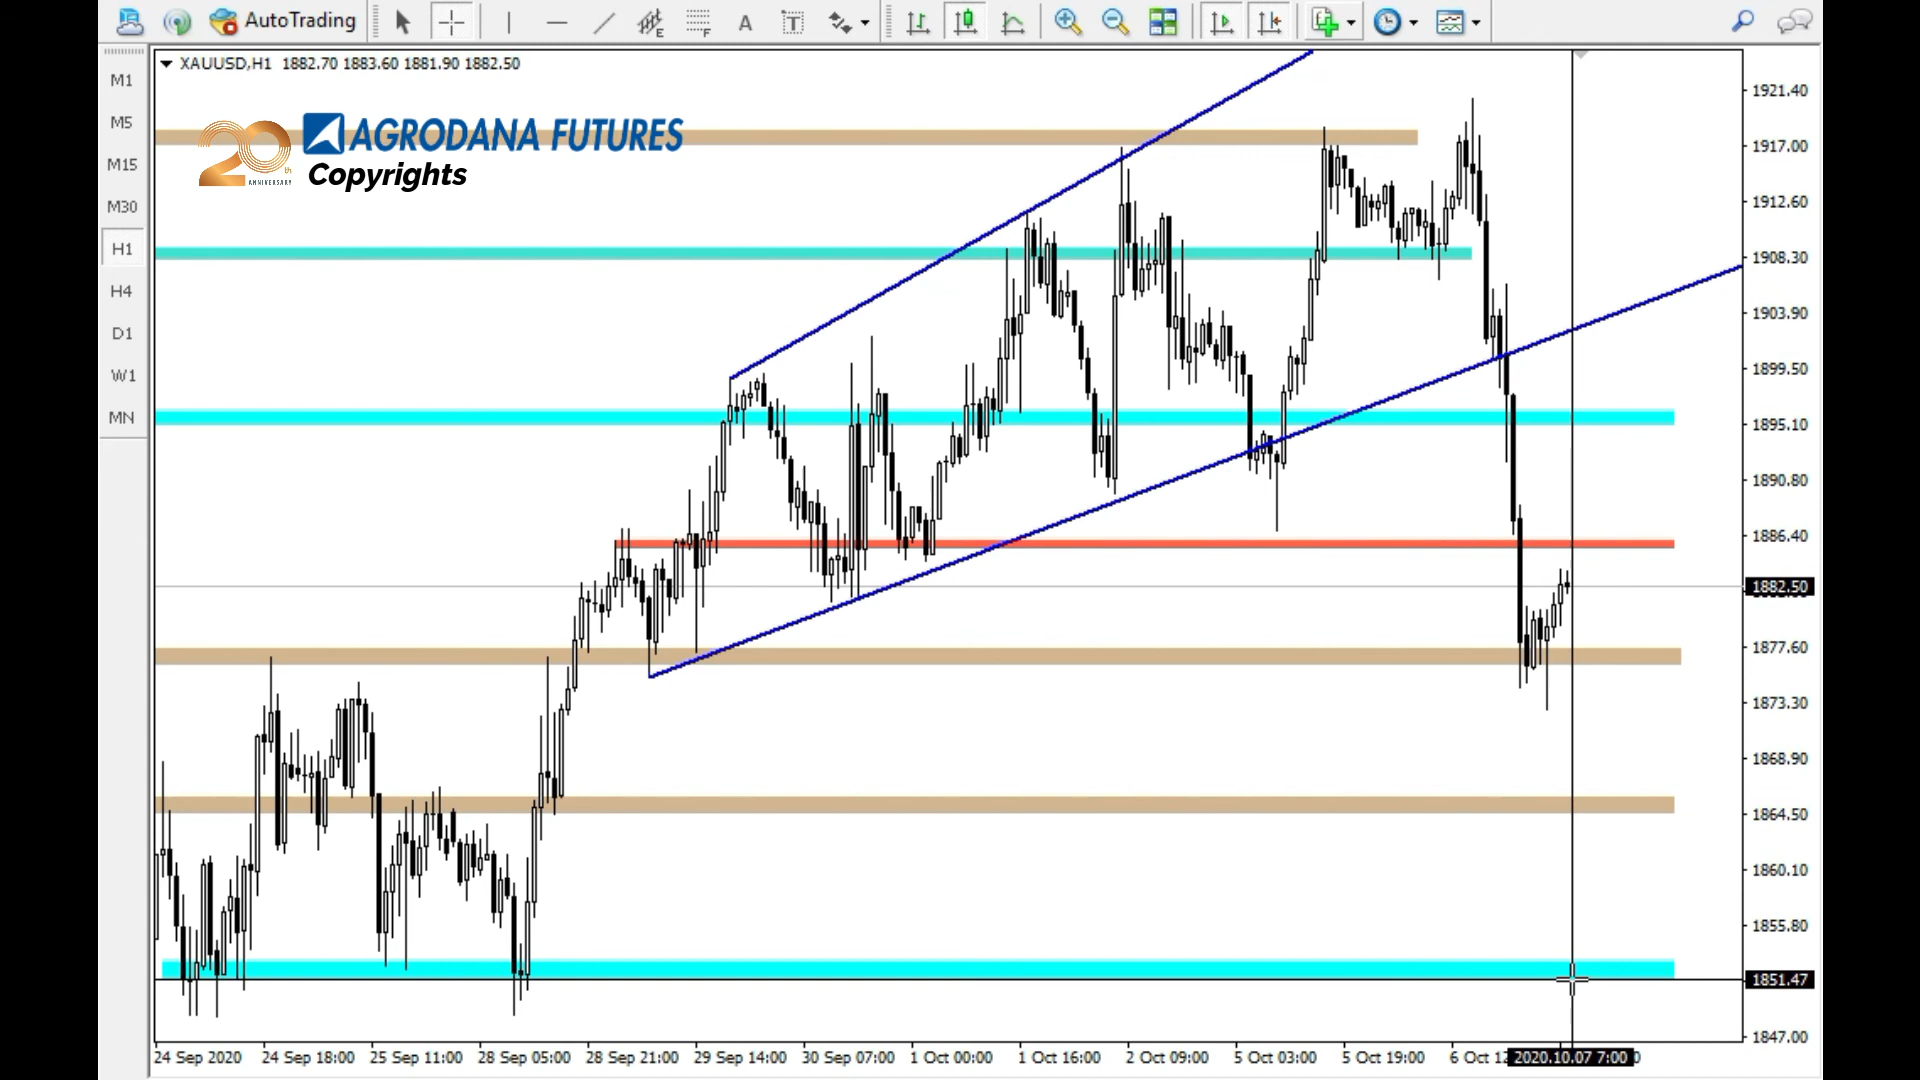 AutoTrading
A
T
E
F
M1
M5
M15
M30
H1
H4
D1
W1
MN
XAUUSD,H1 1882.70 1883.60 1881.90 1882.50
20th
ANNIVERSARY
AGRODANA FUTURES
Copyrights
1921.40
1917.00
1912.60
1908.30
1903.90
1899.50
1895.10
1890.80
1886.40
1882.50
1877.60
1873.30
1868.90
1864.50
1860.10
1855.80
1851.47
1847.00
24 Sep 2020
24 Sep 18:00
25 Sep 11:00
28 Sep 05:00
28 Sep 21:00
29 Sep 14:00
30 Sep 07:00
1 Oct 00:00
1 Oct 16:00
2 Oct 09:00
5 Oct 03:00
5 Oct 19:00
6 Oct 12
2020.10.07 7:00